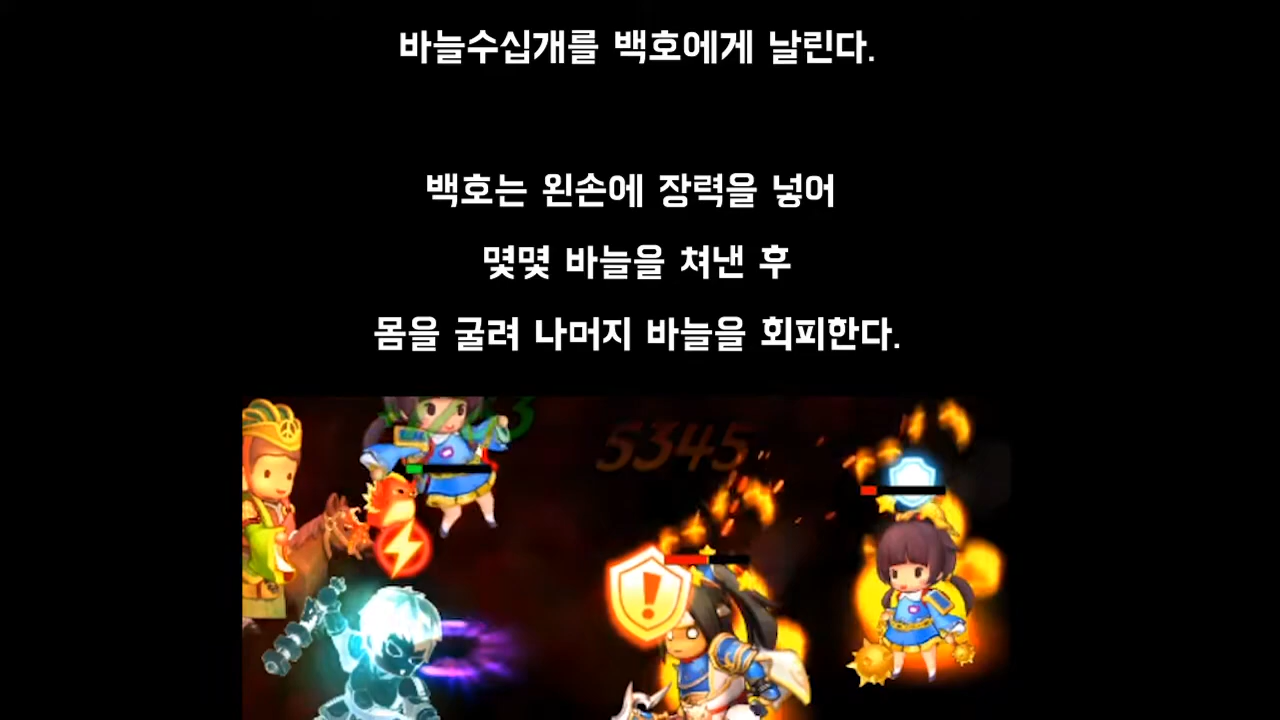 바늘수십개를 백호에게 날린다.
백호는 왼손에 장력을 넣어
몇몇 바늘을 쳐낸 후
몸을 굴려 나머지 바늘을 회피한다.
5345